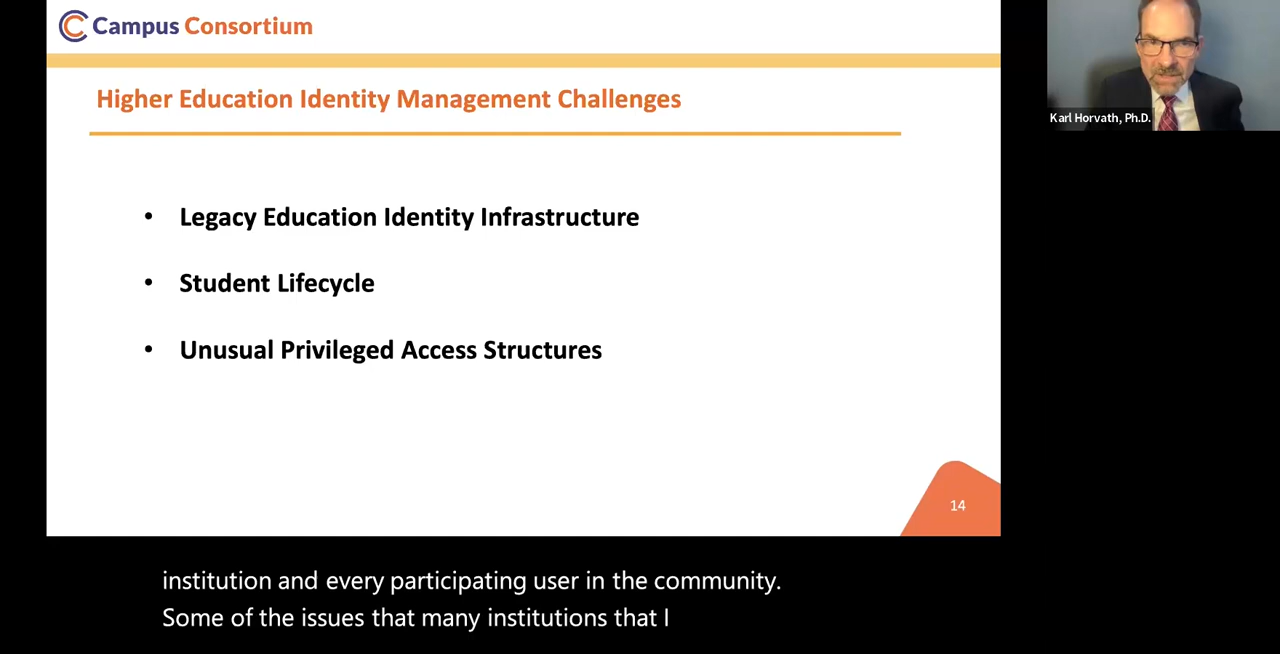 Campus Consortium
Higher Education Identity Management Challenges
• Legacy Education Identity Infrastructure
• Student Lifecycle
• Unusual Privileged Access Structures
14
Karl Horvath, Ph.D.
institution and every participating user in the community.
Some of the issues that many institutions that I